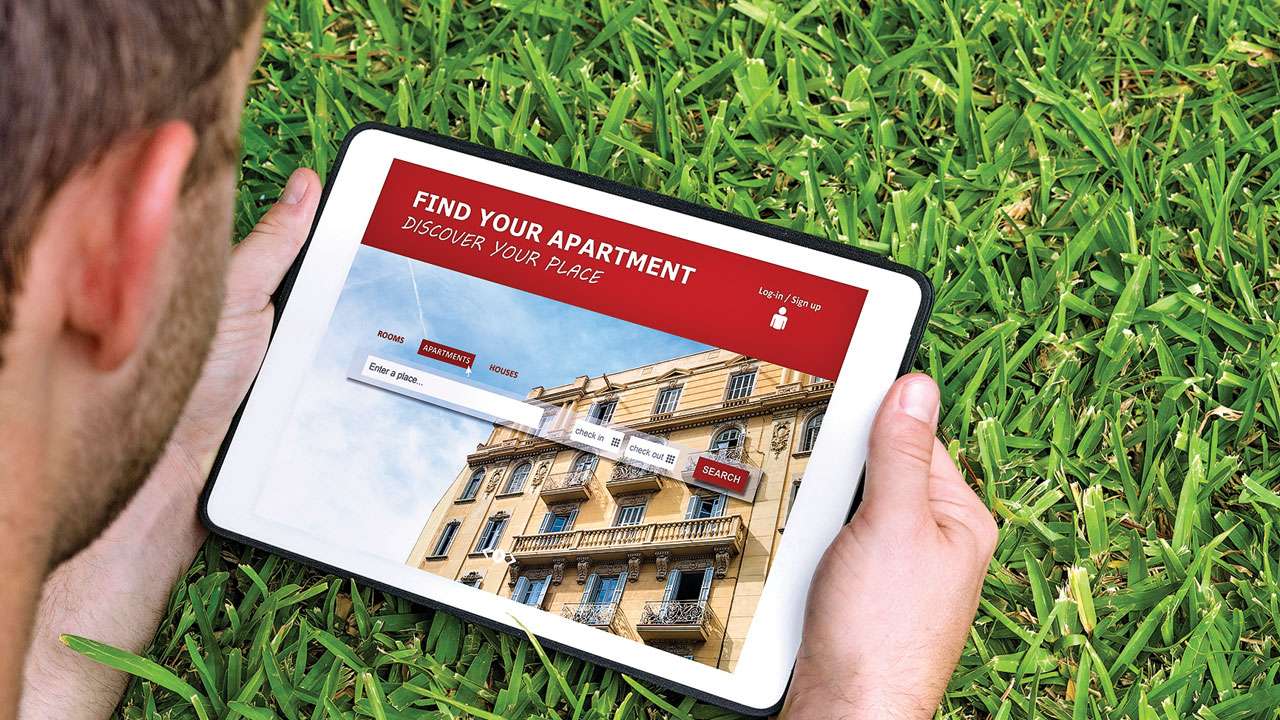 FIND YOUR APARTMENT
DISCOVER YOUR PLACE
Log-in / Sign up
ROOMS APARTMENTS HOUSES
Enter a place...
check in check out SEARCH